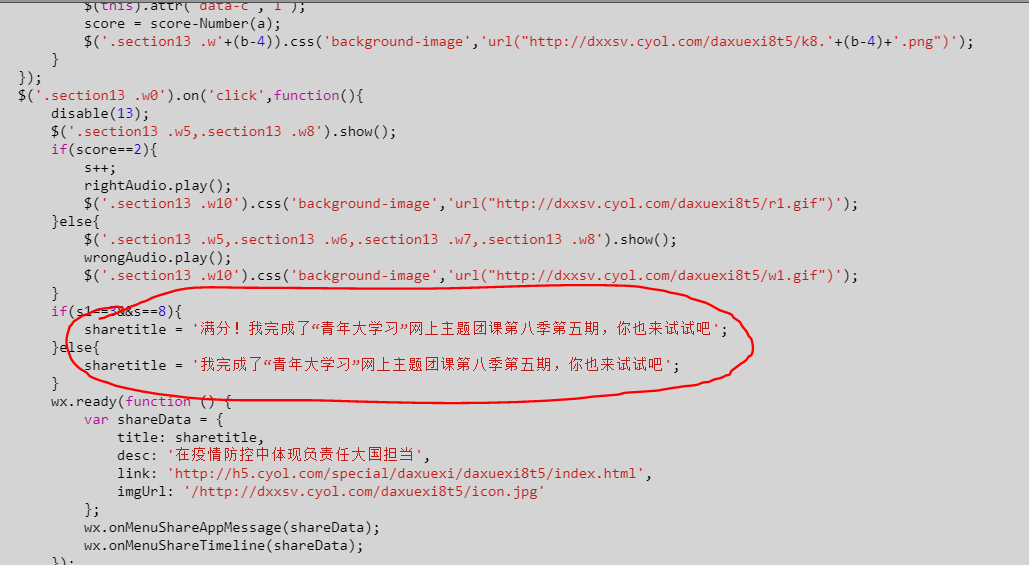 $(this).attr('data-c','1');
score = score-Number(a);
$('.section13 .w'+(b-4)).css('background-image','url("http://dxxsv.cyol.com/daxuexi8t5/k8.'+(b-4)+'.png")');
}
});
$('.section13 .w0').on('click',function(){
disable(13);
$('.section13 .w5,.section13 .w8').show();
if(score==2){
s++;
rightAudio.play();
$('.section13 .w10').css('background-image','url("http://dxxsv.cyol.com/daxuexi8t5/r1.gif")');
}else{
$('.section13 .w5,.section13 .w6,.section13 .w7,.section13 .w8').show();
wrongAudio.play();
$('.section13 .w10').css('background-image','url("http://dxxsv.cyol.com/daxuexi8t5/w1.gif")');
}
if(s1==3&&s==8){
sharetitle = '满分！我完成了“青年大学习”网上主题团课第八季第五期，你也来试试吧';
}else{
sharetitle = '我完成了“青年大学习”网上主题团课第八季第五期，你也来试试吧';
}
wx.ready(function () {
var shareData = {
title: sharetitle,
desc: '在疫情防控中体现负责任大国担当',
link: 'http://h5.cyol.com/special/daxuexi/daxuexi8t5/index.html',
imgUrl: '/http://dxxsv.cyol.com/daxuexi8t5/icon.jpg'
};
wx.onMenuShareAppMessage(shareData);
wx.onMenuShareTimeline(shareData);
});